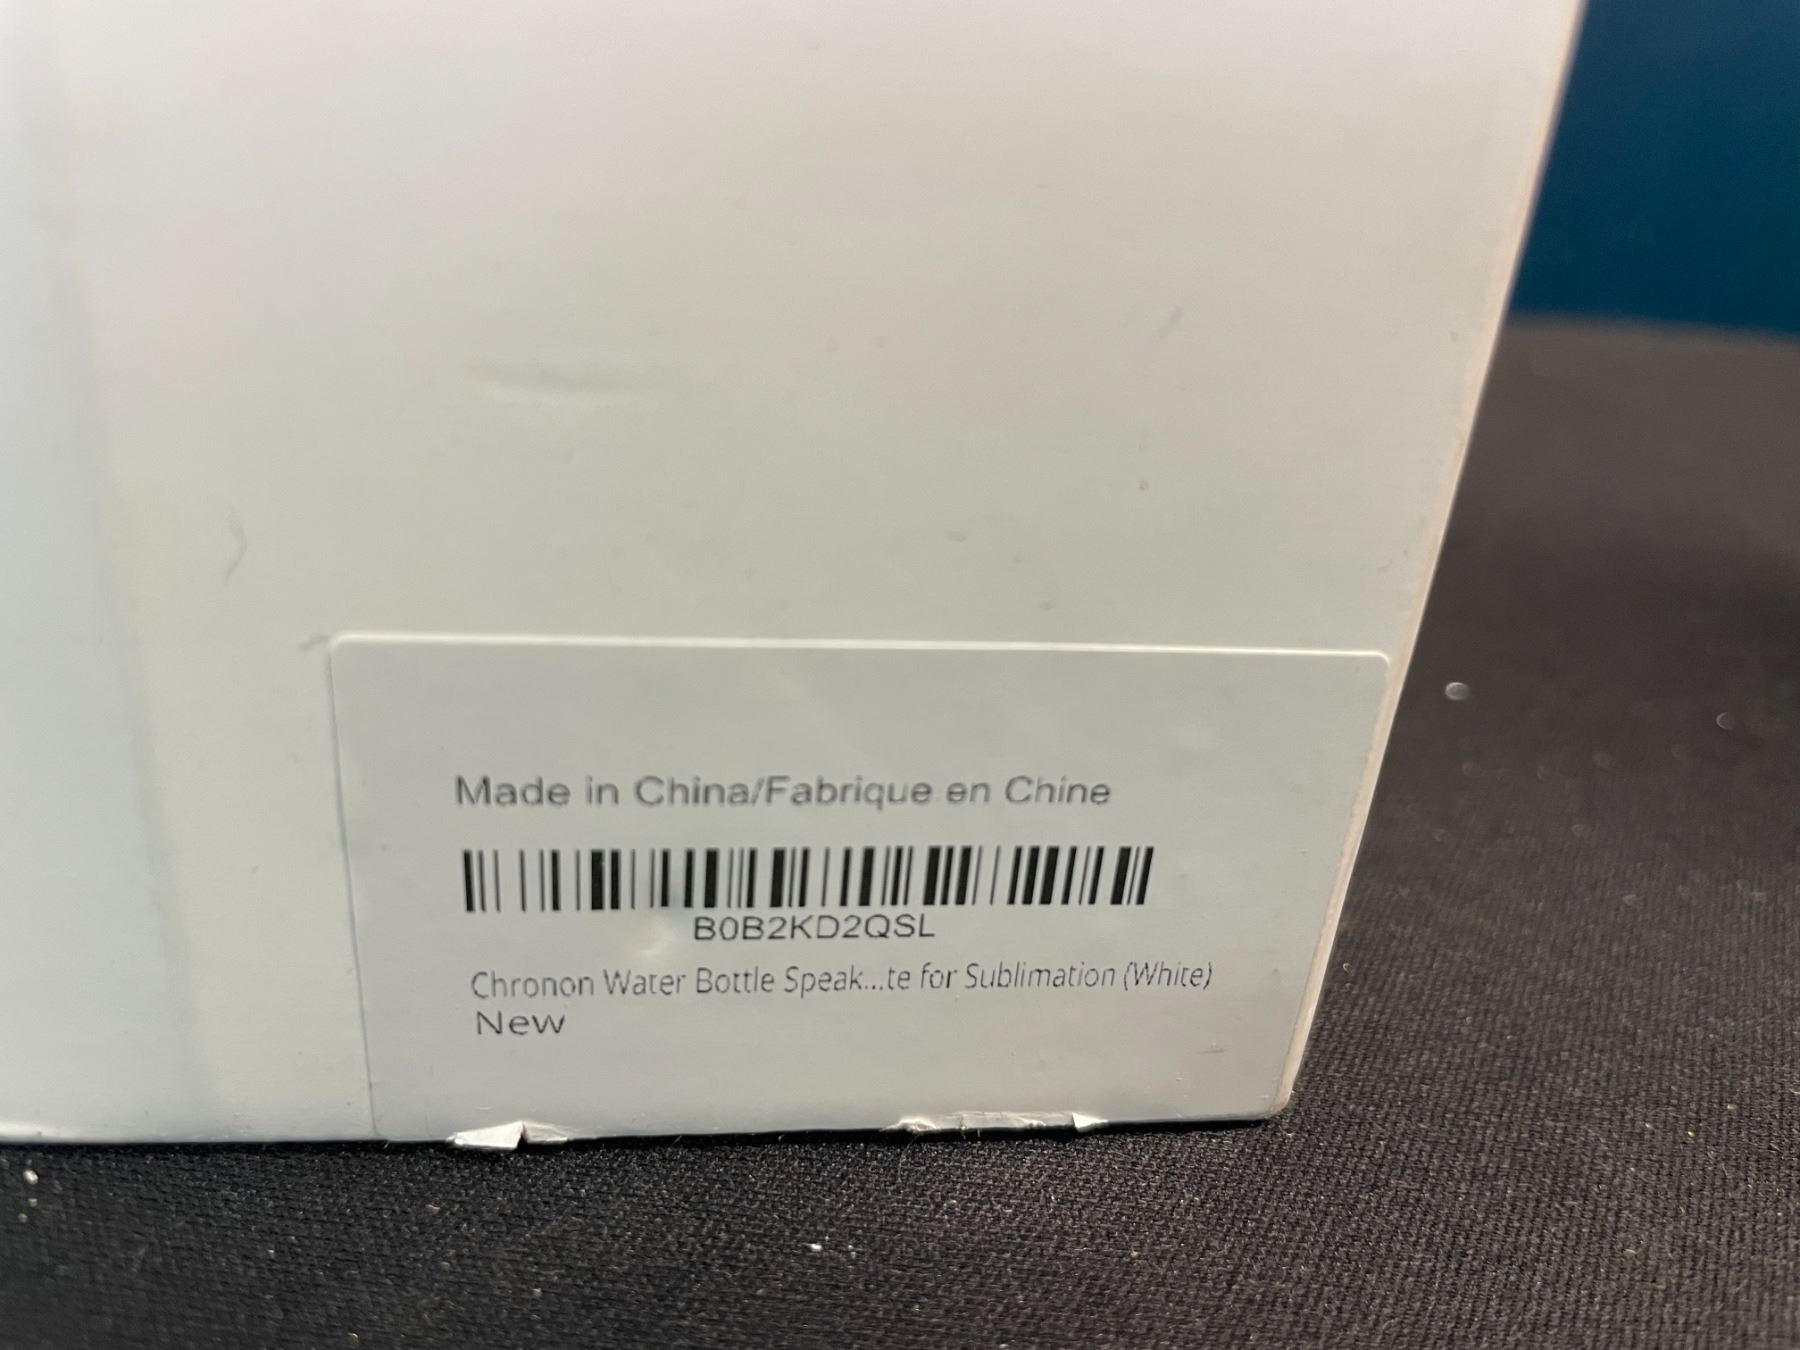 Made in China/Fabrique en Chine
B0B2KD2QSL
Chronon Water Bottle Speak...te for Sublimation (White)
New